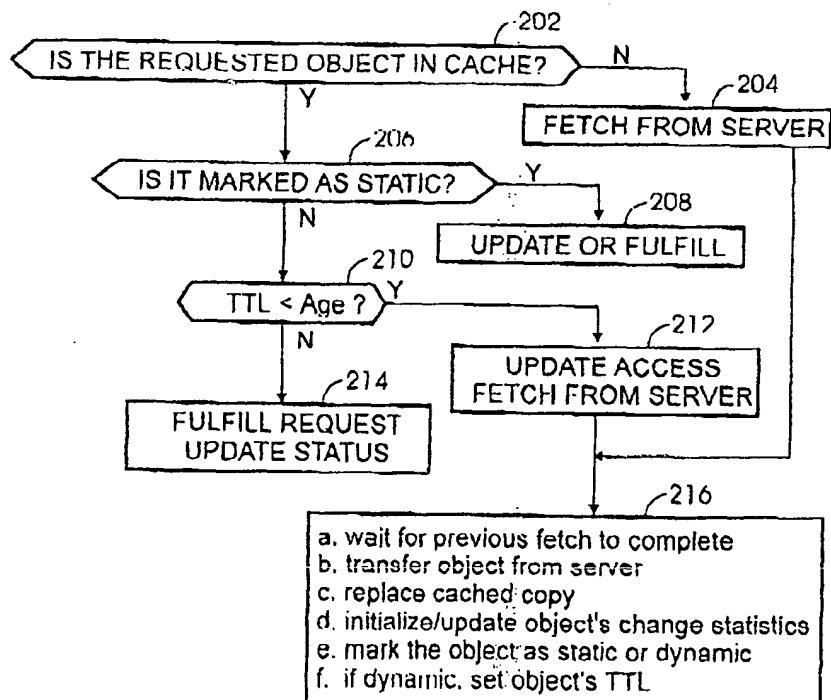 202
IS THE REQUESTED OBJECT IN CACHE?
N
Y
204
FETCH FROM SERVER
206
IS IT MARKED AS STATIC?
Y
N
208
UPDATE OR FULFILL
210
TTL < Age ?
Y
N
212
UPDATE ACCESS
FETCH FROM SERVER
214
FULFILL REQUEST
UPDATE STATUS
216
a. wait for previous fetch to complete
b. transfer object from server
c. replace cached copy
d. initialize/update object's change statistics
e. mark the object as static or dynamic
f. if dynamic, set object's TTL